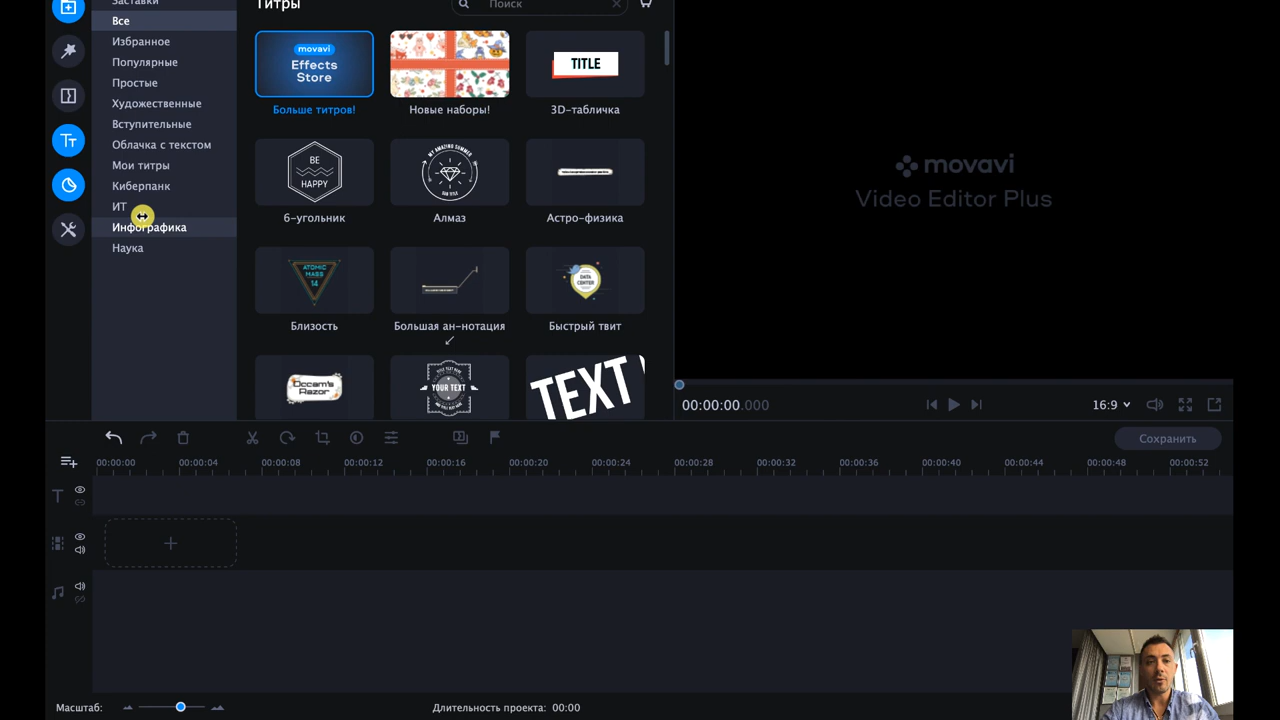 Заставки
Все
Избранное
Популярные
Простые
Художественные
Вступительные
Облачка с текстом
Мои титры
Киберпанк
ИТ
Инфографика
Наука
Титры
Поиск
movavi
Effects
Store
Больше титров!
Новые наборы!
TITLE
3D-табличка
BE
HAPPY
6-угольник
MY AMAZING SUMMER
Алмаз
Астро-физика
ATOMIC
MASS
14
Близость
Большая ан-нотация
↙
DATA
CENTER
Быстрый твит
Occam's
Razor
YOUR TEXT
TEXT
movavi
Video Editor Plus
00:00:00.000
16:9
Сохранить
00:00:00
00:00:04
00:00:08
00:00:12
00:00:16
00:00:20
00:00:24
00:00:28
00:00:32
00:00:36
00:00:40
00:00:44
00:00:48
00:00:52
Масштаб:
Длительность проекта: 00:00